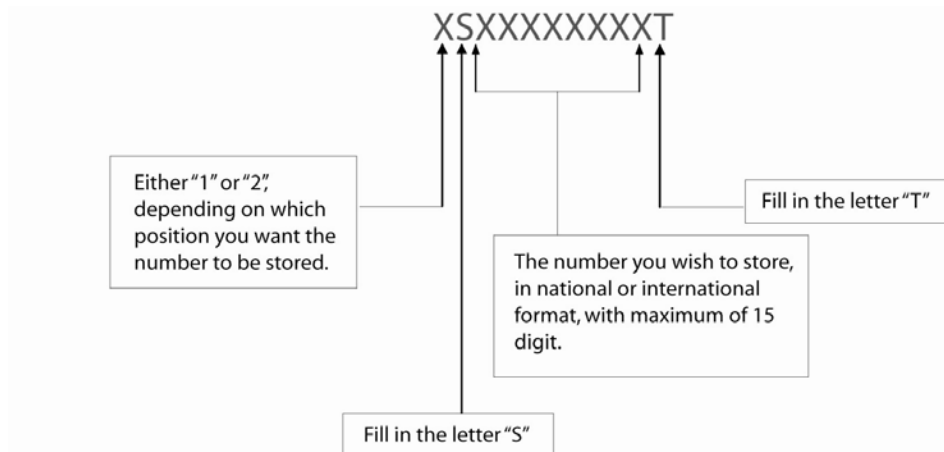 XSXXXXXXXXXT
Either “1” or “2”,
depending on which
position you want the
number to be stored.
Fill in the letter “T”
The number you wish to store,
in national or international
format, with maximum of 15
digit.
Fill in the letter “S”